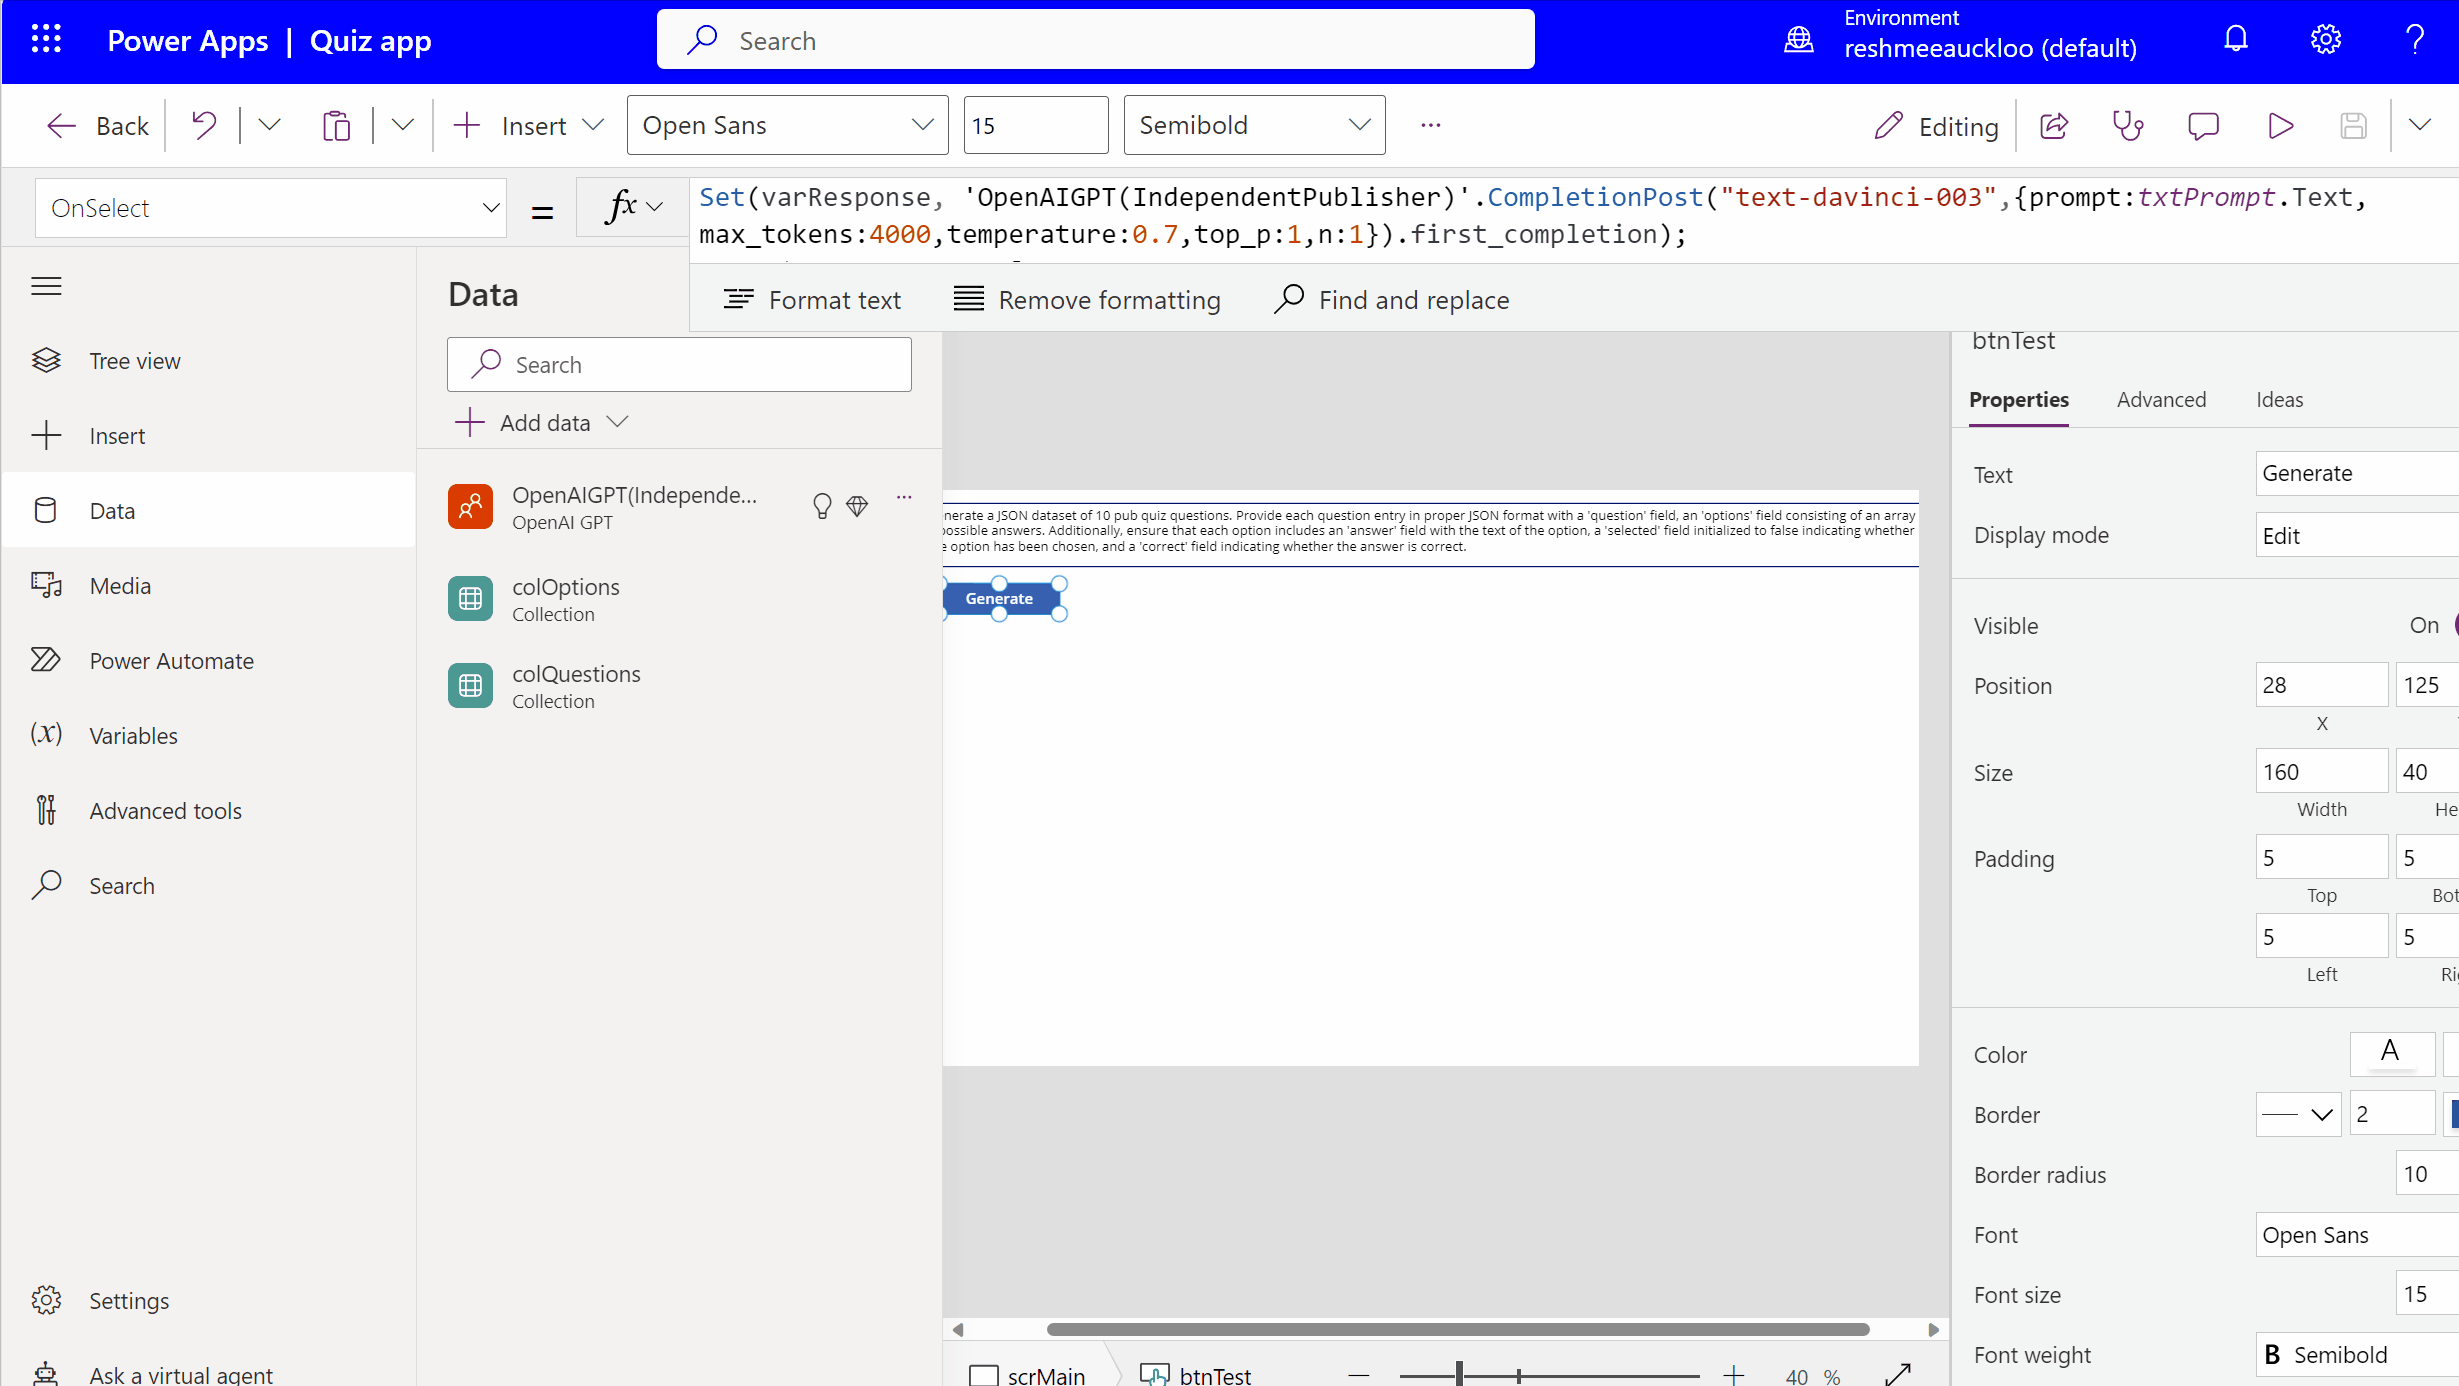 Power Apps | Quiz app
Search
Environment
reshmeeauckloo (default)
Back
Insert
Open Sans
15
Semibold
Editing
OnSelect
=
fx
Set(varResponse, 'OpenAIGPT(IndependentPublisher)'.CompletionPost("text-davinci-003",{prompt:txtPrompt.Text,
max_tokens:4000,temperature:0.7,top_p:1,n:1}).first_completion);
Format text
Remove formatting
Find and replace
Tree view
Insert
Data
Media
Power Automate
(x) Variables
Advanced tools
Search
Settings
Ask a virtual agent
Data
Search
Add data
OpenAIGPT(Independe...
OpenAI GPT
colOptions
Collection
colQuestions
Collection
nerate a JSON dataset of 10 pub quiz questions. Provide each question entry in proper JSON format with a 'question' field, an 'options' field consisting of an array
ossible answers. Additionally, ensure that each option includes an 'answer' field with the text of the option, a 'selected' field initialized to false indicating whether
e option has been chosen, and a 'correct' field indicating whether the answer is correct.
Generate
scrMain
btnTest
40 %
btnTest
Properties
Advanced
Ideas
Text
Generate
Display mode
Edit
Visible
On
Position
28
125
X
Size
160
40
Width
He
Padding
5
5
Top
Bot
5
5
Left
Ri
Color
A
Border
2
Border radius
10
Font
Open Sans
Font size
15
Font weight
B Semibold